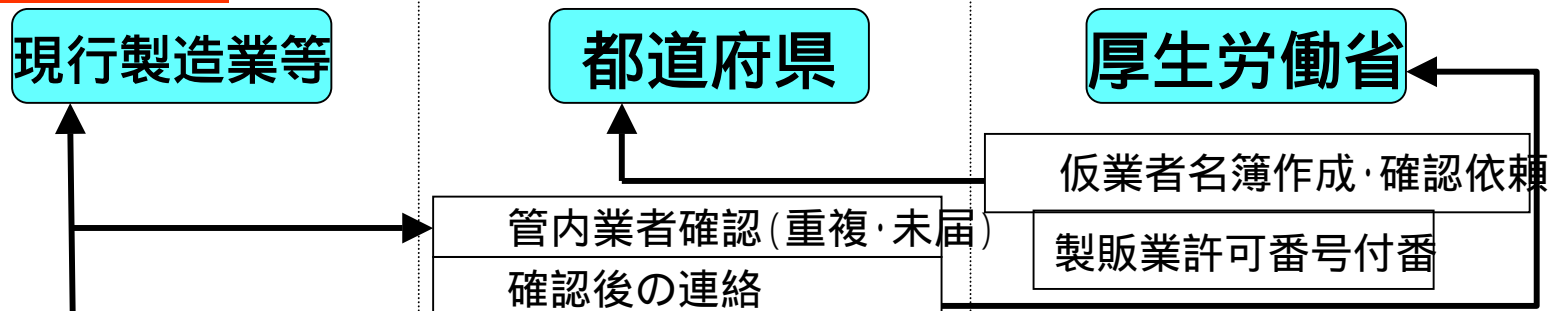 現行製造業等
都道府県
厚生労働省
仮業者名簿作成・確認依頼
管内業者確認(重複・未届)
製販業許可番号付番
確認後の連絡